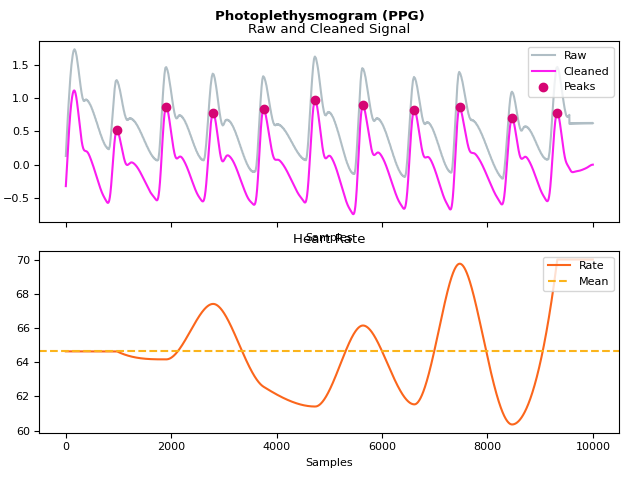 Photoplethysmogram (PPG)
Raw and Cleaned Signal
Raw
Cleaned
Peaks
1.5
1.0
0.5
0.0
−0.5
Samples
Heart Rate
Rate
Mean
70
68
66
64
62
60
0
2000
4000
6000
8000
10000
Samples